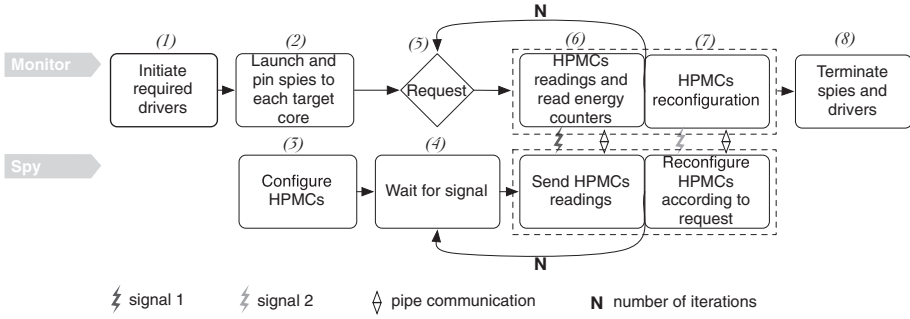 N
(1)
(2)
(5)
(6)
(7)
(8)
Monitor
Initiate
required
drivers
Launch and
pin spies to
each target
core
Request
HPMCs
readings and
read energy
counters
HPMCs
reconfiguration
Terminate
spies and
drivers
(3)
(4)
Spy
Configure
HPMCs
Wait for signal
Send HPMCs
readings
Reconfigure
HPMCs
according to
request
N
signal 1
signal 2
pipe communication
N number of iterations